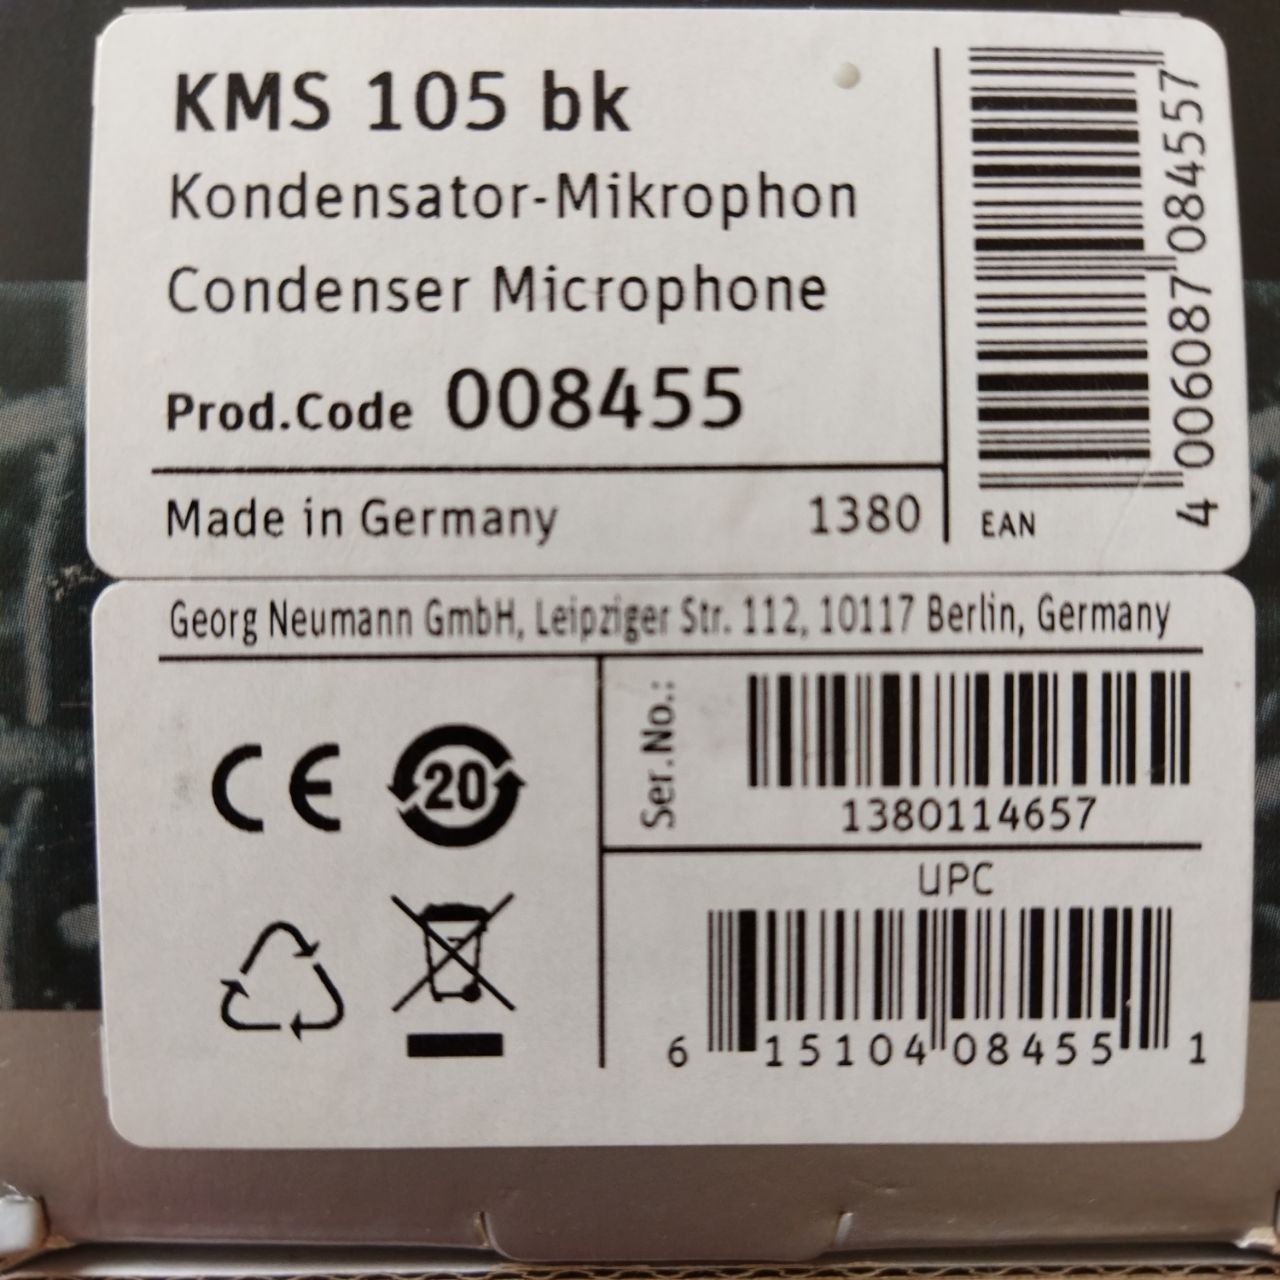 KMS 105 bk
Kondensator-Mikrophon
Condenser Microphone
Prod.Code 008455
Made in Germany 1380
EAN
4 006087 084557
Georg Neumann GmbH, Leipziger Str. 112, 10117 Berlin, Germany
CE
20
Ser.No.:
1380114657
UPC
6 15104 08455 1